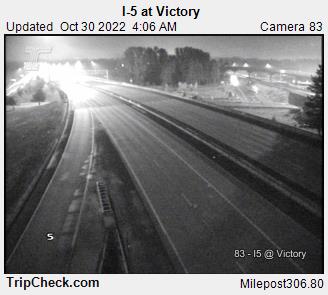 I-5 at Victory
Updated Oct 30 2022 4:06 AM Camera 83
S
83 - I5 @ Victory
TripCheck.com Milepost306.80